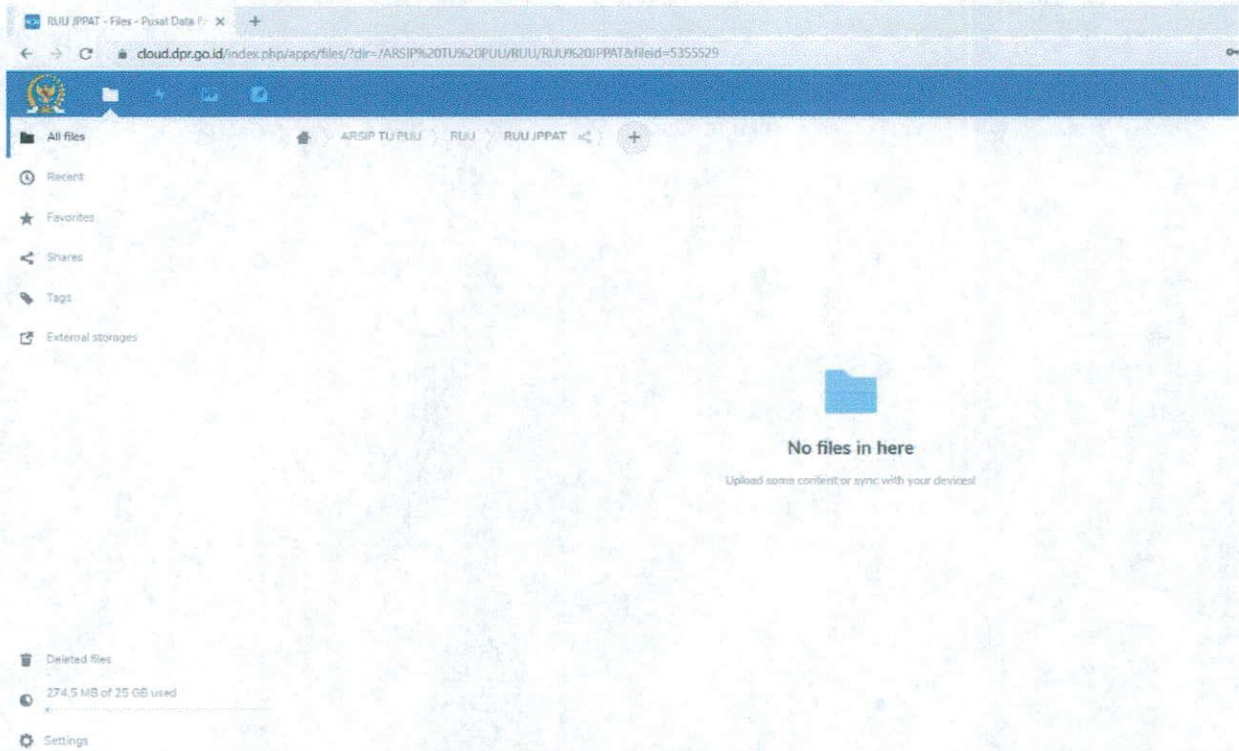 RUU JPPAT - Files - Pusat Data
cloud.dpr.go.id/index.php/apps/files/?dir=/ARSIP%20TU%20PUU/RUU/RUU%20JPPAT&fileid=5355529
All files
ARSIP TU PUU
RUU
RUU JPPAT
Recent
Favorites
Shares
Tags
External storages
No files in here
Upload some content or sync with your devices!
Deleted files
274.5 MB of 25 GB used
Settings